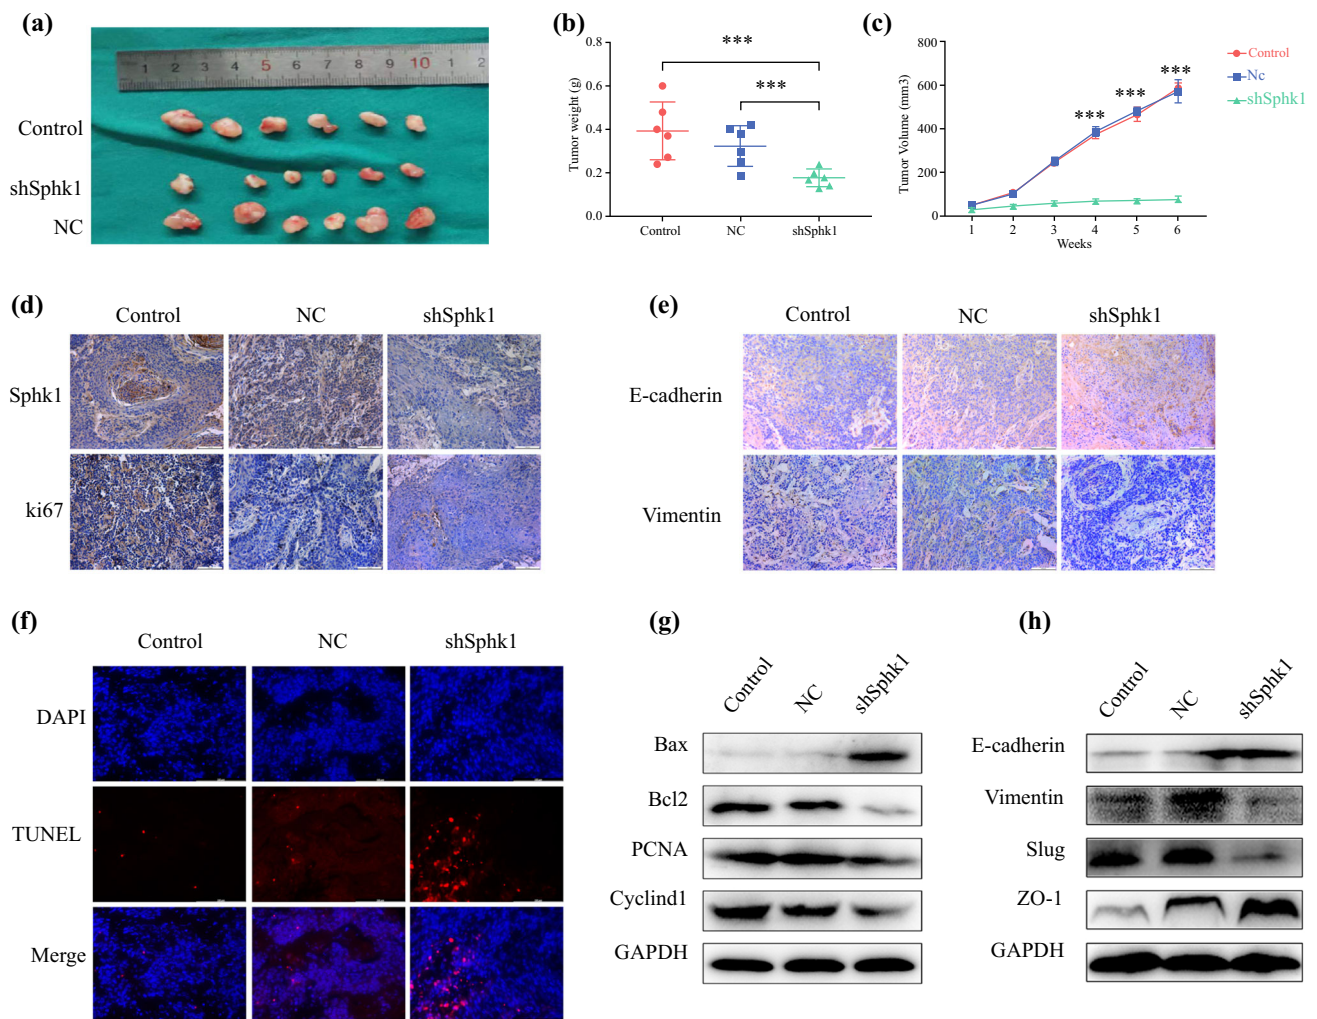 (a)
1 2 3 4 5 6 7 8 9 10 1 2
Control
shSphk1
NC
(b)
***
***
Tumor weight (g)
0.8
0.6
0.4
0.2
0.0
Control NC shSphk1
(c)
Tumor Volume (mm3)
800
600
400
200
0
*** *** ***
1 2 3 4 5 6
Weeks
Control
Nc
shSphk1
(d)
Control NC shSphk1
Sphk1
ki67
(e)
Control NC shSphk1
E-cadherin
Vimentin
(f)
Control NC shSphk1
DAPI
TUNEL
Merge
(g)
Control NC shSphk1
Bax
Bcl2
PCNA
Cyclind1
GAPDH
(h)
Control NC shSphk1
E-cadherin
Vimentin
Slug
ZO-1
GAPDH